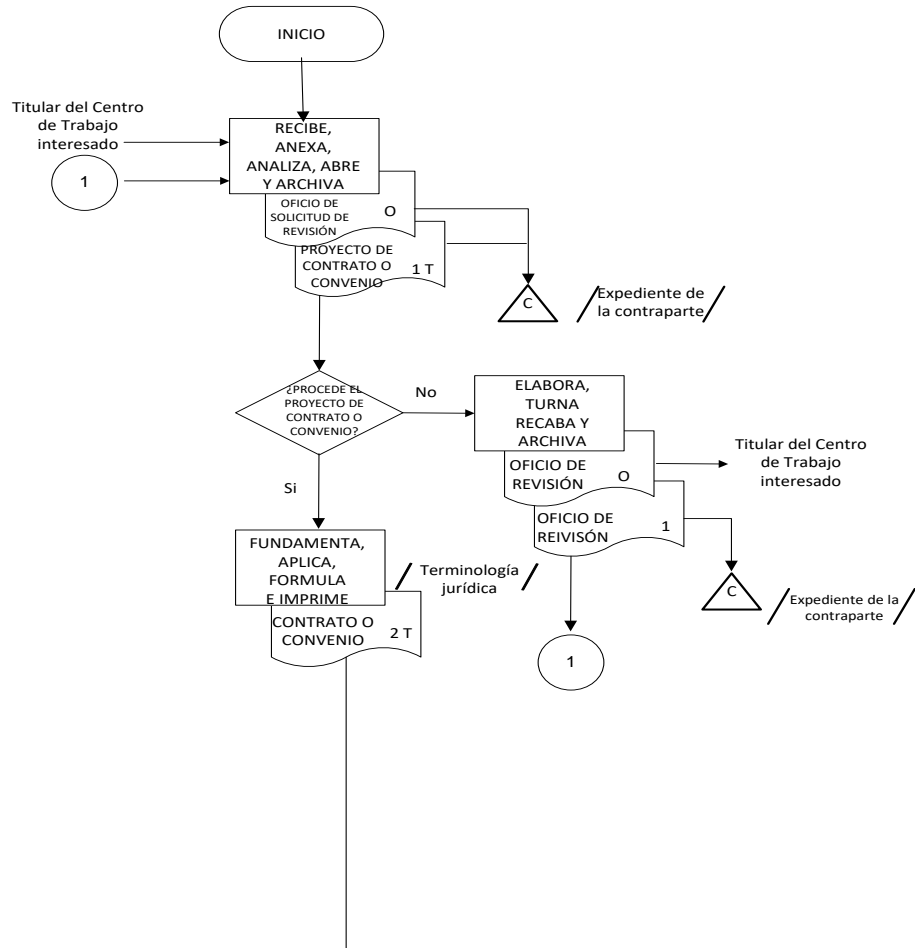 INICIO
Titular del Centro
de Trabajo
interesado
1
RECIBE,
ANEXA,
ANALIZA, ABRE
Y ARCHIVA
OFICIO DE
SOLICITUD DE
REVISIÓN
O
PROYECTO DE
CONTRATO O
CONVENIO
1 T
C
/Expediente de
la contraparte /
¿PROCEDE EL
PROYECTO DE
CONTRATO O
CONVENIO?
No
Si
ELABORA,
TURNA
RECABA Y
ARCHIVA
OFICIO DE
REVISIÓN
O
Titular del Centro
de Trabajo
interesado
OFICIO DE
REIVISÓN
1
C
/Expediente de la
contraparte /
1
FUNDAMENTA,
APLICA,
FORMULA
E IMPRIME
/ Terminología /
jurídica
CONTRATO O
CONVENIO
2 T